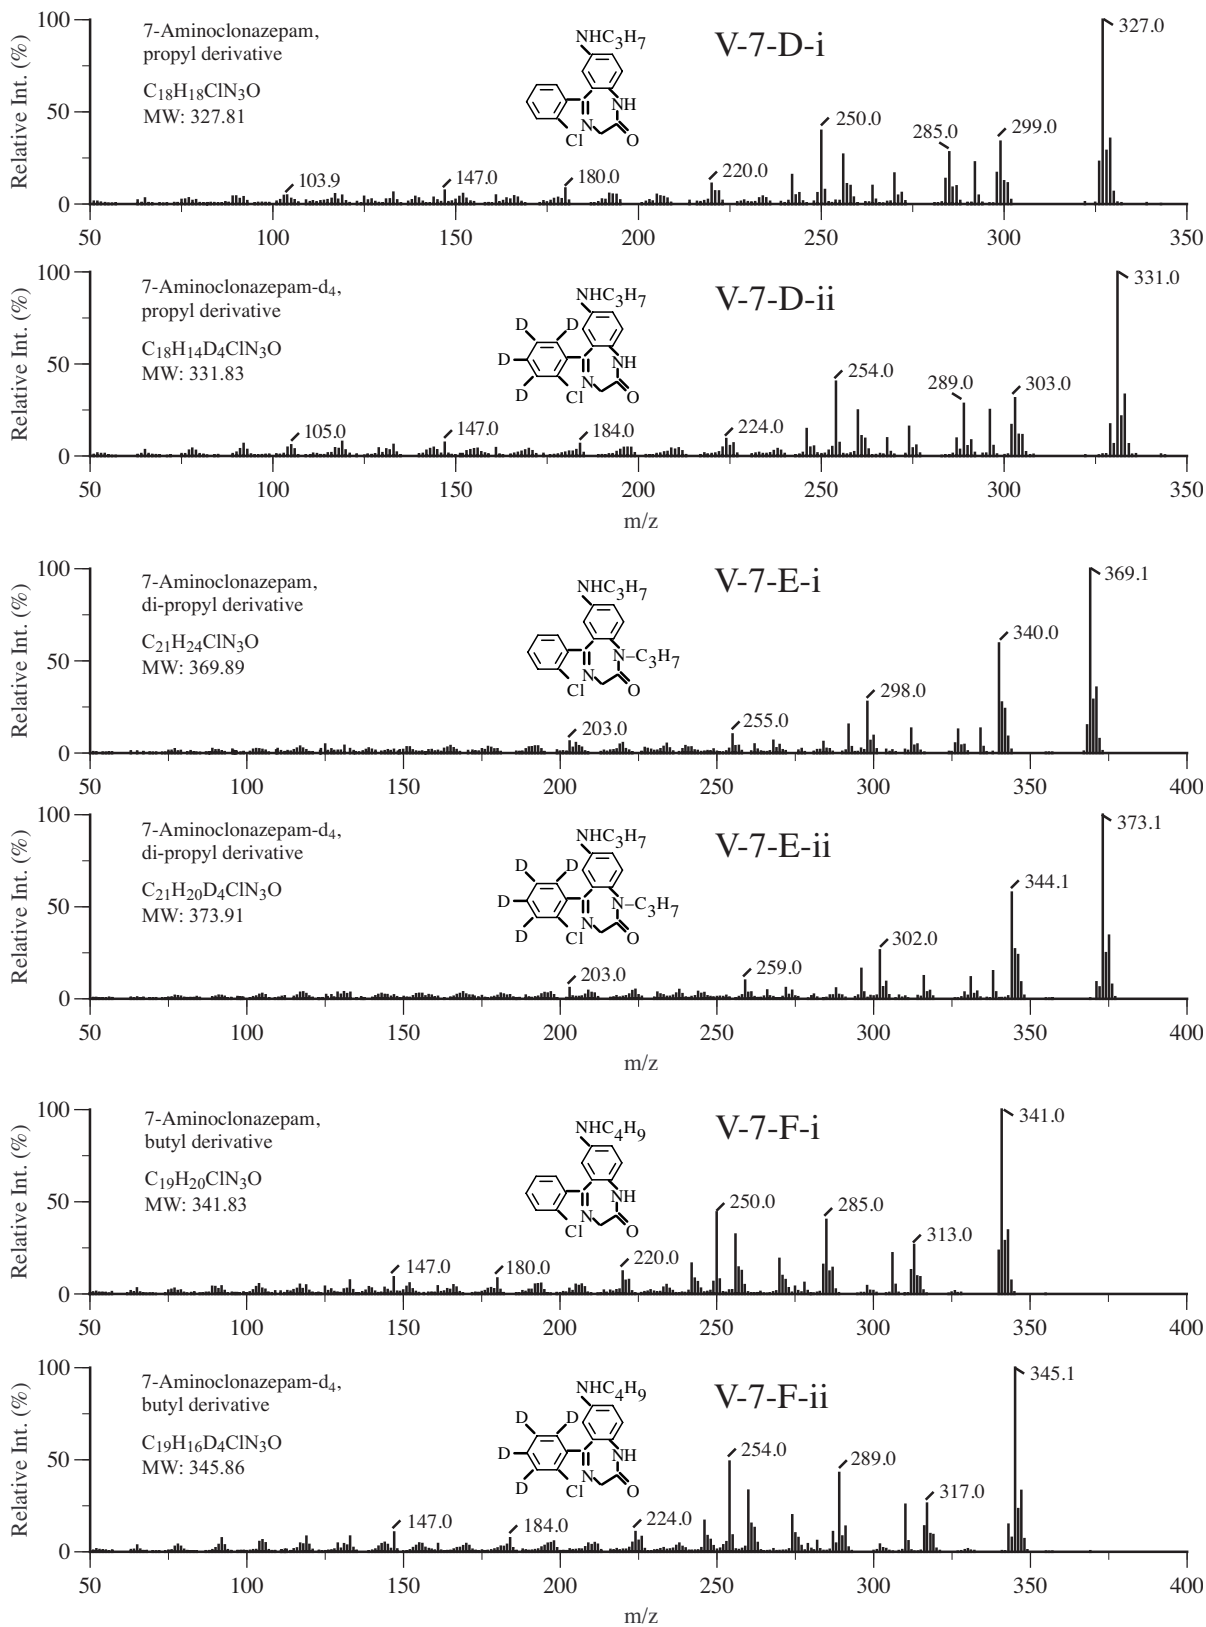 7-Aminoclonazepam,
propyl derivative
C18H18ClN3O
MW: 327.81
V-7-D-i
NHC3H7
NH
N
Cl
O
Relative Int. (%)
100
50
0
103.9
147.0
180.0
220.0
250.0
285.0
299.0
327.0
50 100 150 200 250 300 350
7-Aminoclonazepam-d4,
propyl derivative
C18H14D4ClN3O
MW: 331.83
V-7-D-ii
NHC3H7
D
D
D
D
NH
N
Cl
O
Relative Int. (%)
100
50
0
105.0
147.0
184.0
224.0
254.0
289.0
303.0
331.0
50 100 150 200 250 300 350
m/z
7-Aminoclonazepam,
di-propyl derivative
C21H24ClN3O
MW: 369.89
V-7-E-i
NHC3H7
N–C3H7
N
Cl
O
Relative Int. (%)
100
50
0
203.0
255.0
298.0
340.0
369.1
50 100 150 200 250 300 350 400
7-Aminoclonazepam-d4,
di-propyl derivative
C21H20D4ClN3O
MW: 373.91
V-7-E-ii
NHC3H7
D
D
D
D
N–C3H7
N
Cl
O
Relative Int. (%)
100
50
0
203.0
259.0
302.0
344.1
373.1
50 100 150 200 250 300 350 400
m/z
7-Aminoclonazepam,
butyl derivative
C19H20ClN3O
MW: 341.83
V-7-F-i
NHC4H9
NH
N
Cl
O
Relative Int. (%)
100
50
0
147.0
180.0
220.0
250.0
285.0
313.0
341.0
50 100 150 200 250 300 350 400
7-Aminoclonazepam-d4,
butyl derivative
C19H16D4ClN3O
MW: 345.86
V-7-F-ii
NHC4H9
D
D
D
D
NH
N
Cl
O
Relative Int. (%)
100
50
0
147.0
184.0
224.0
254.0
289.0
317.0
345.1
50 100 150 200 250 300 350 400
m/z